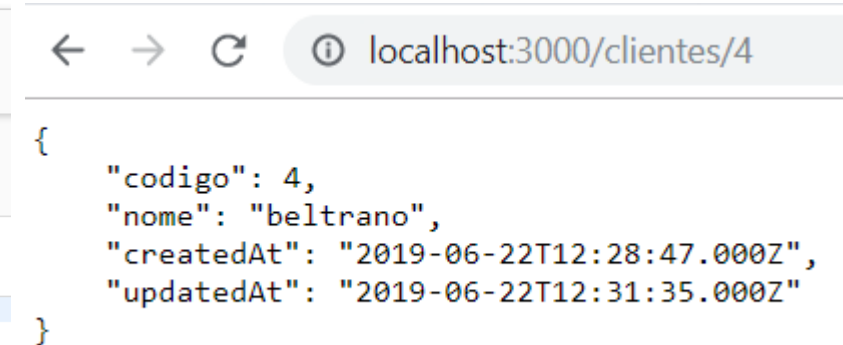 localhost:3000/clientes/4
{
    "codigo": 4,
    "nome": "beltrano",
    "createdAt": "2019-06-22T12:28:47.000Z",
    "updatedAt": "2019-06-22T12:31:35.000Z"
}